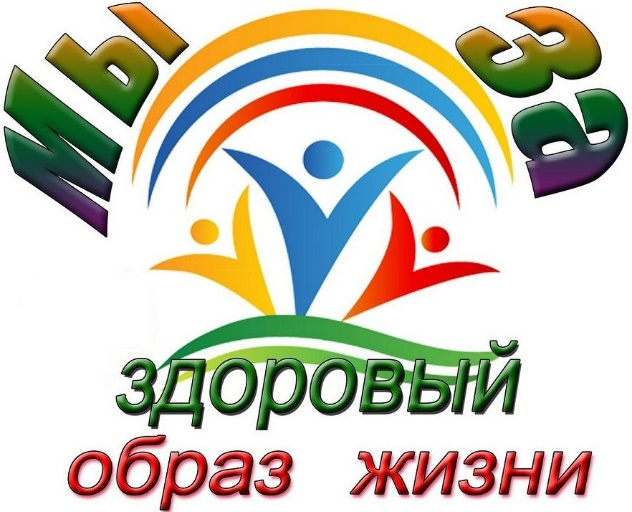 Мы За
здоровый
образ жизни